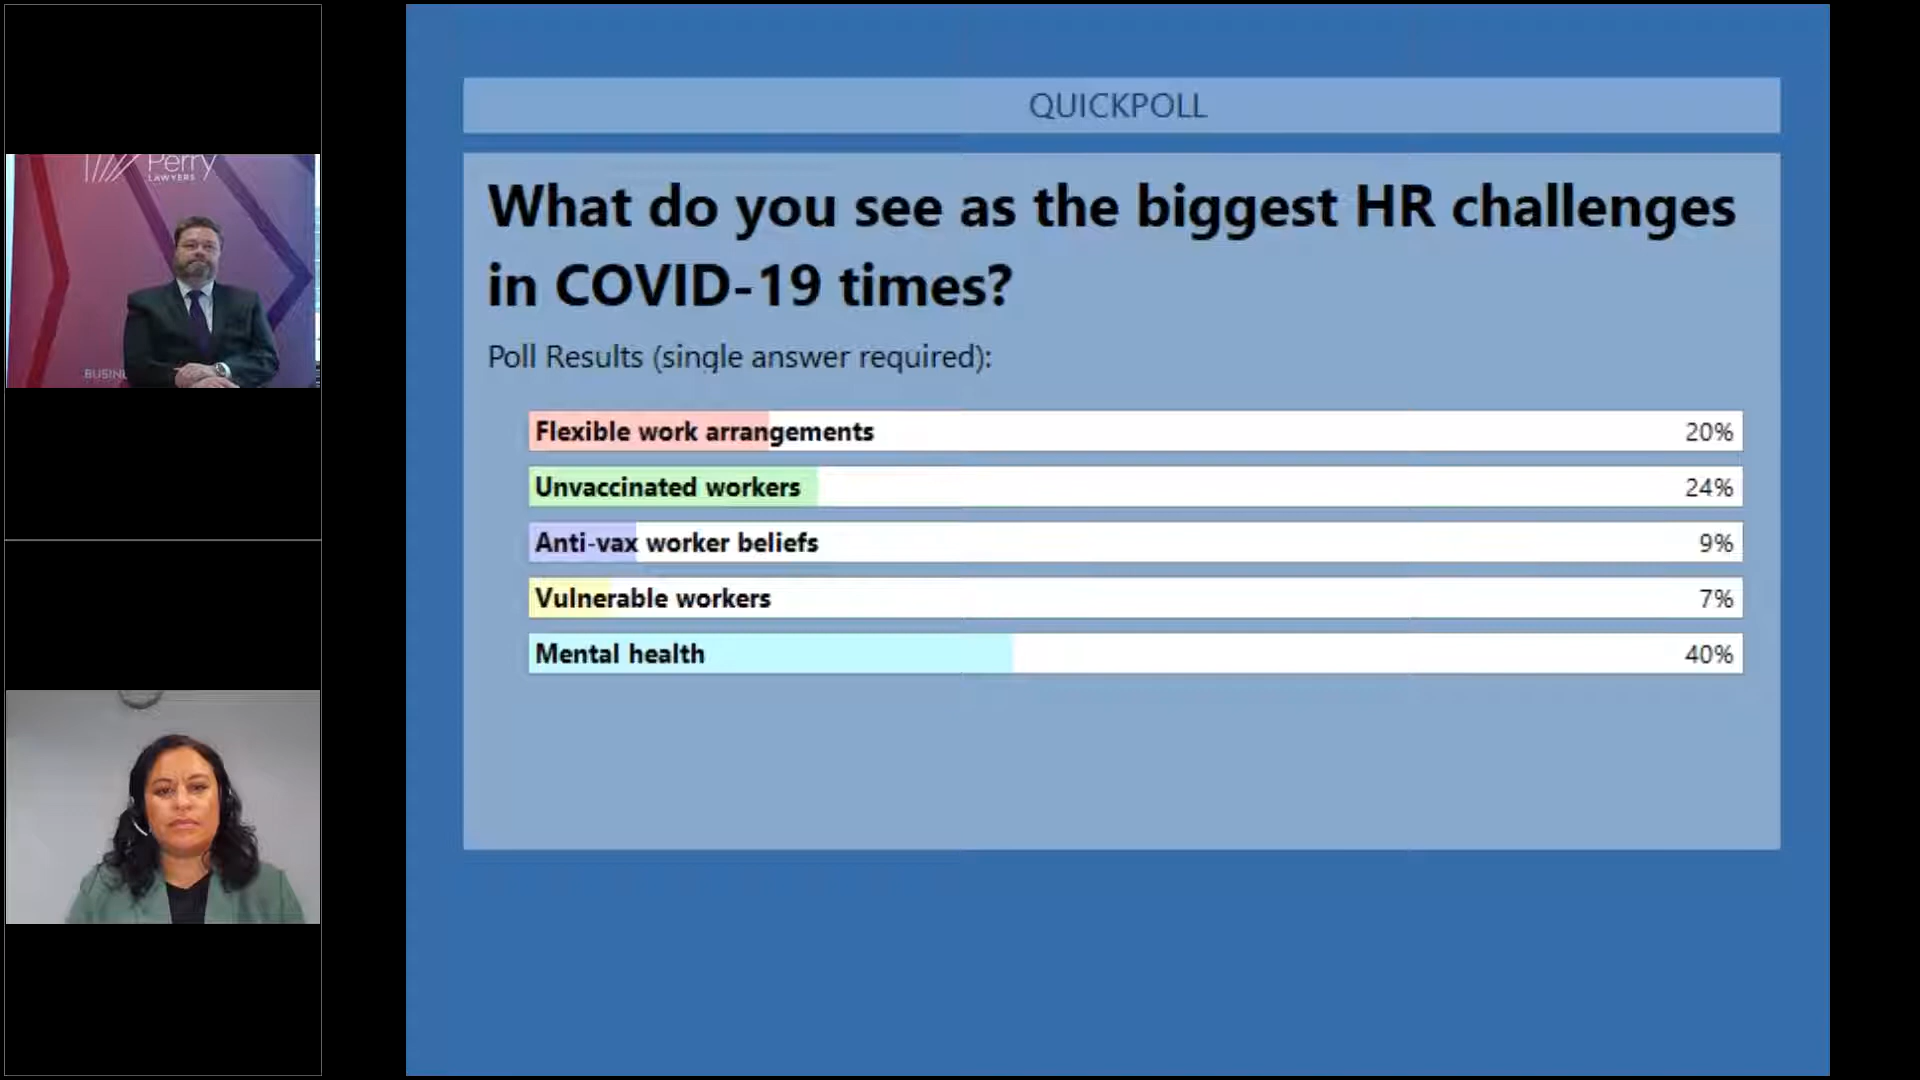 Perry
LAWYERS
QUICKPOLL
What do you see as the biggest HR challenges
in COVID-19 times?
Poll Results (single answer required):
Flexible work arrangements 20%
Unvaccinated workers 24%
Anti-vax worker beliefs 9%
Vulnerable workers 7%
Mental health 40%